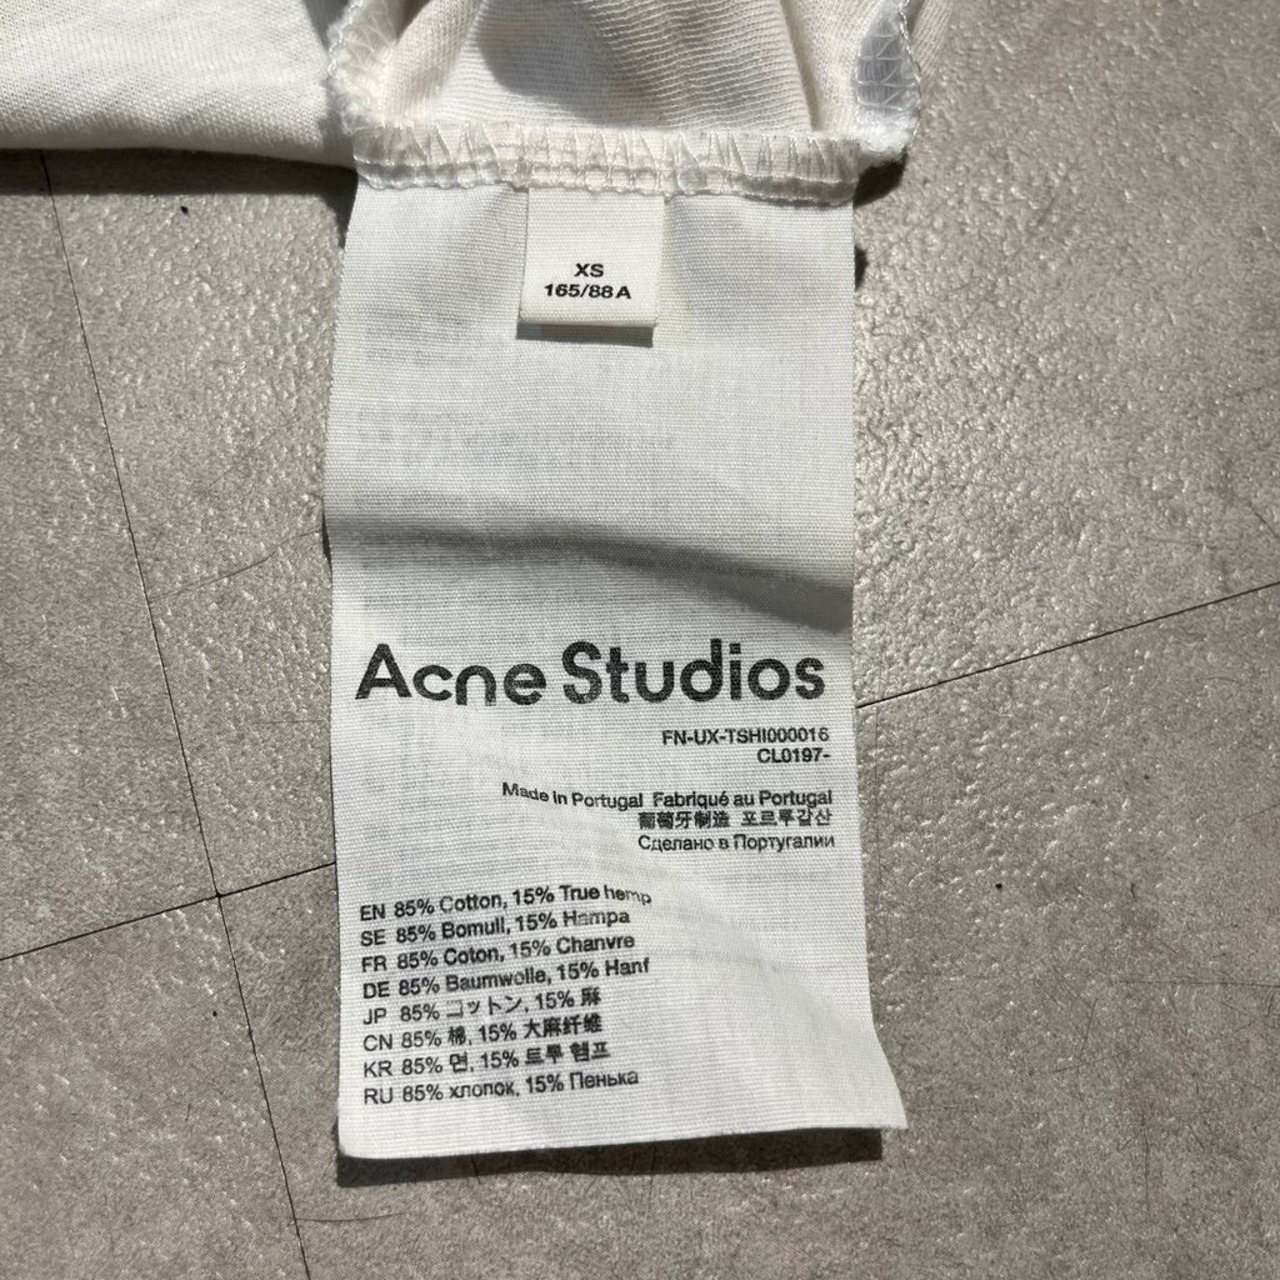 XS
165/88A
Acne Studios
FN-UX-TSHI000016
CL0197-
Made in Portugal Fabriqué au Portugal
葡萄牙制造 포르투갈산
Сделано в Португалии
EN 85% Cotton, 15% True hemp
SE 85% Bomull, 15% Hampa
FR 85% Coton, 15% Chanvre
DE 85% Baumwolle, 15% Hanf
JP 85% コットン, 15% 麻
CN 85% 棉, 15% 大麻纤维
KR 85% 면, 15% 트루 험프
RU 85% хлопок, 15% Пенька